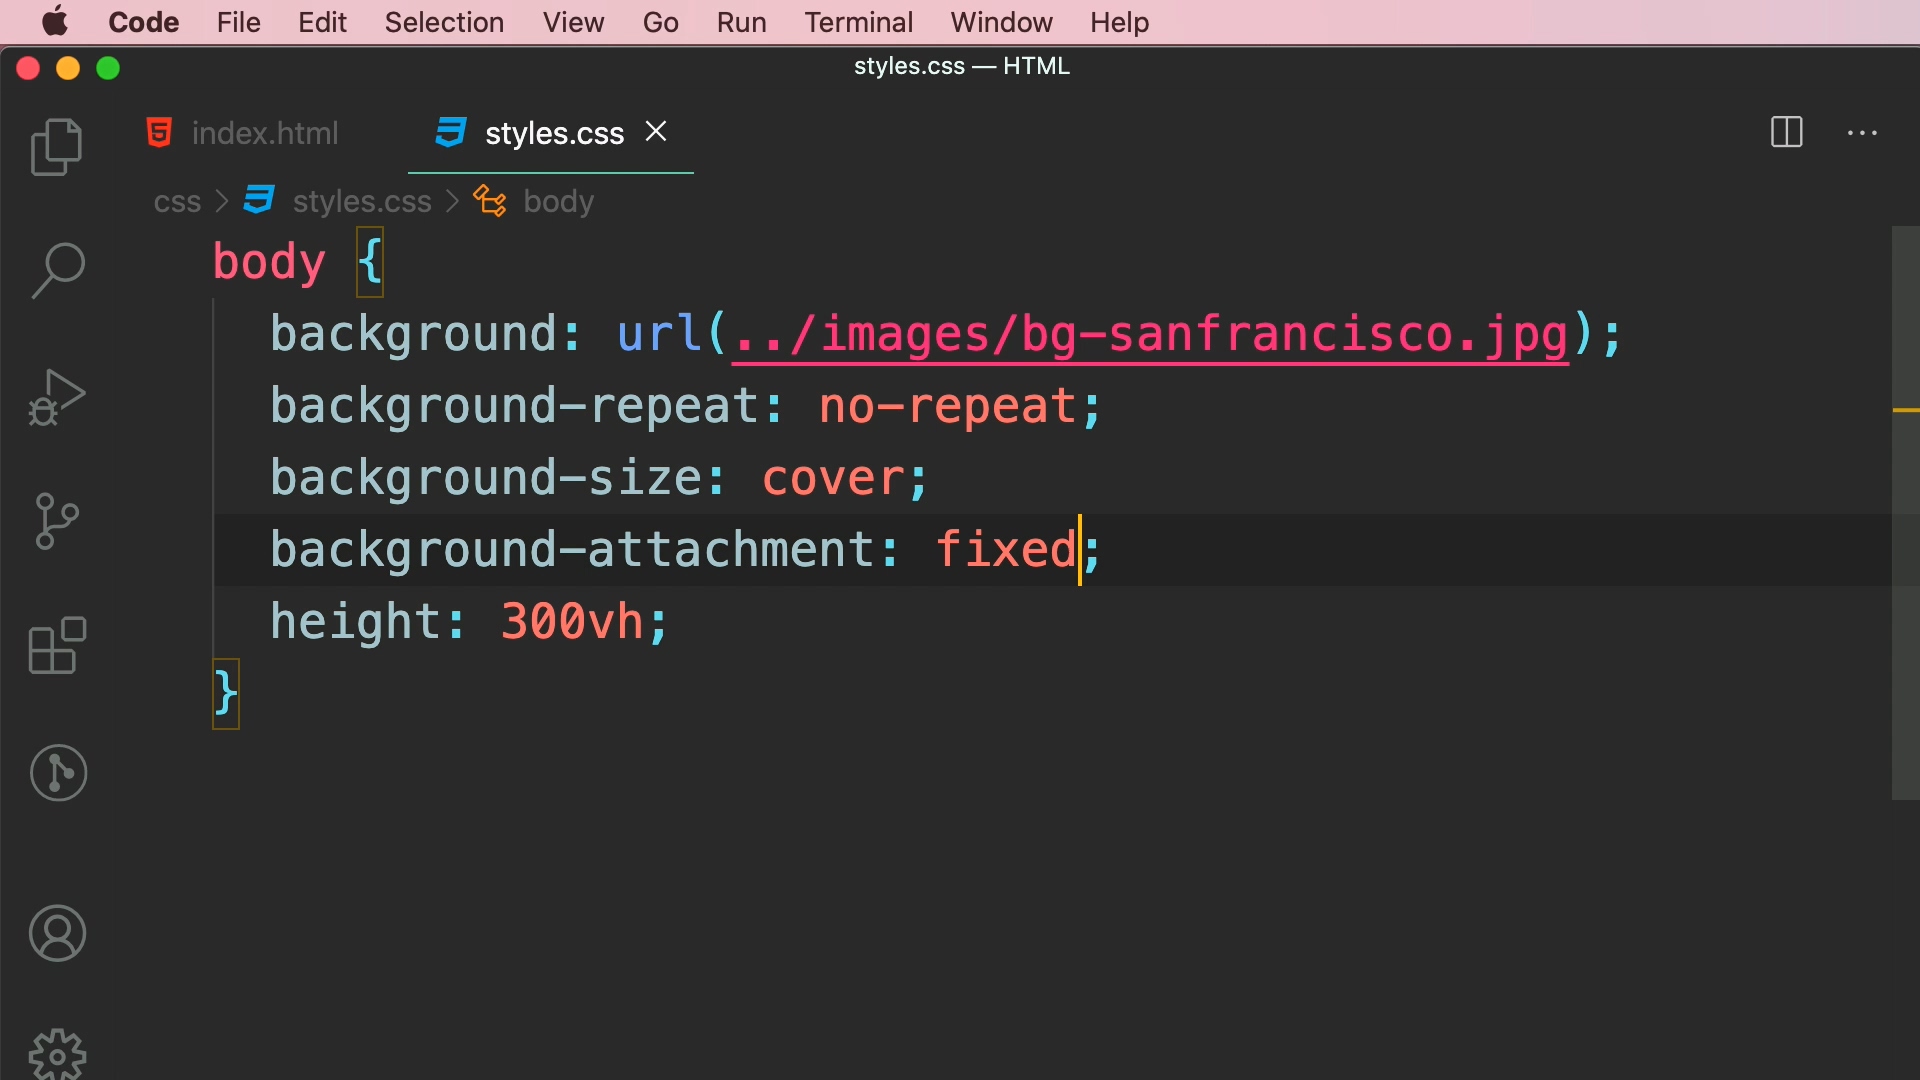 Code File Edit Selection View Go Run Terminal Window Help
styles.css — HTML
index.html styles.css
css > styles.css > body
body {
background: url(../images/bg-sanfrancisco.jpg);
background-repeat: no-repeat;
background-size: cover;
background-attachment: fixed;
height: 300vh;
}